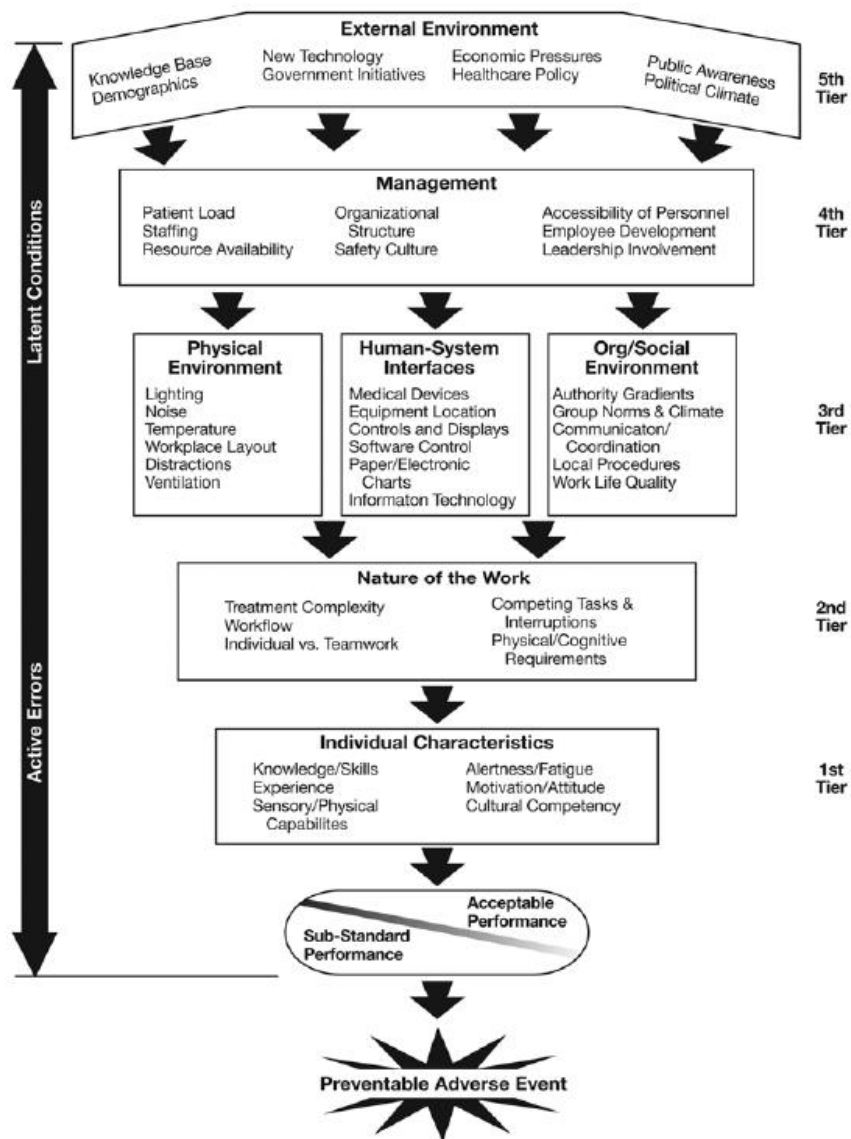 External Environment
Knowledge Base
Demographics
New Technology
Government Initiatives
Economic Pressures
Healthcare Policy
Public Awareness
Political Climate
5th
Tier
Management
Patient Load
Staffing
Resource Availability
Organizational
Structure
Safety Culture
Accessibility of Personnel
Employee Development
Leadership Involvement
4th
Tier
Latent Conditions
Physical
Environment
Lighting
Noise
Temperature
Workplace Layout
Distractions
Ventilation
Human-System
Interfaces
Medical Devices
Equipment Location
Controls and Displays
Software Control
Paper/Electronic
Charts
Informaton Technology
Org/Social
Environment
Authority Gradients
Group Norms & Climate
Communicaton/
Coordination
Local Procedures
Work Life Quality
3rd
Tier
Nature of the Work
Treatment Complexity
Workflow
Individual vs. Teamwork
Competing Tasks &
Interruptions
Physical/Cognitive
Requirements
2nd
Tier
Active Errors
Individual Characteristics
Knowledge/Skills
Experience
Sensory/Physical
Capabilites
Alertness/Fatigue
Motivation/Attitude
Cultural Competency
1st
Tier
Acceptable
Performance
Sub-Standard
Performance
Preventable Adverse Event